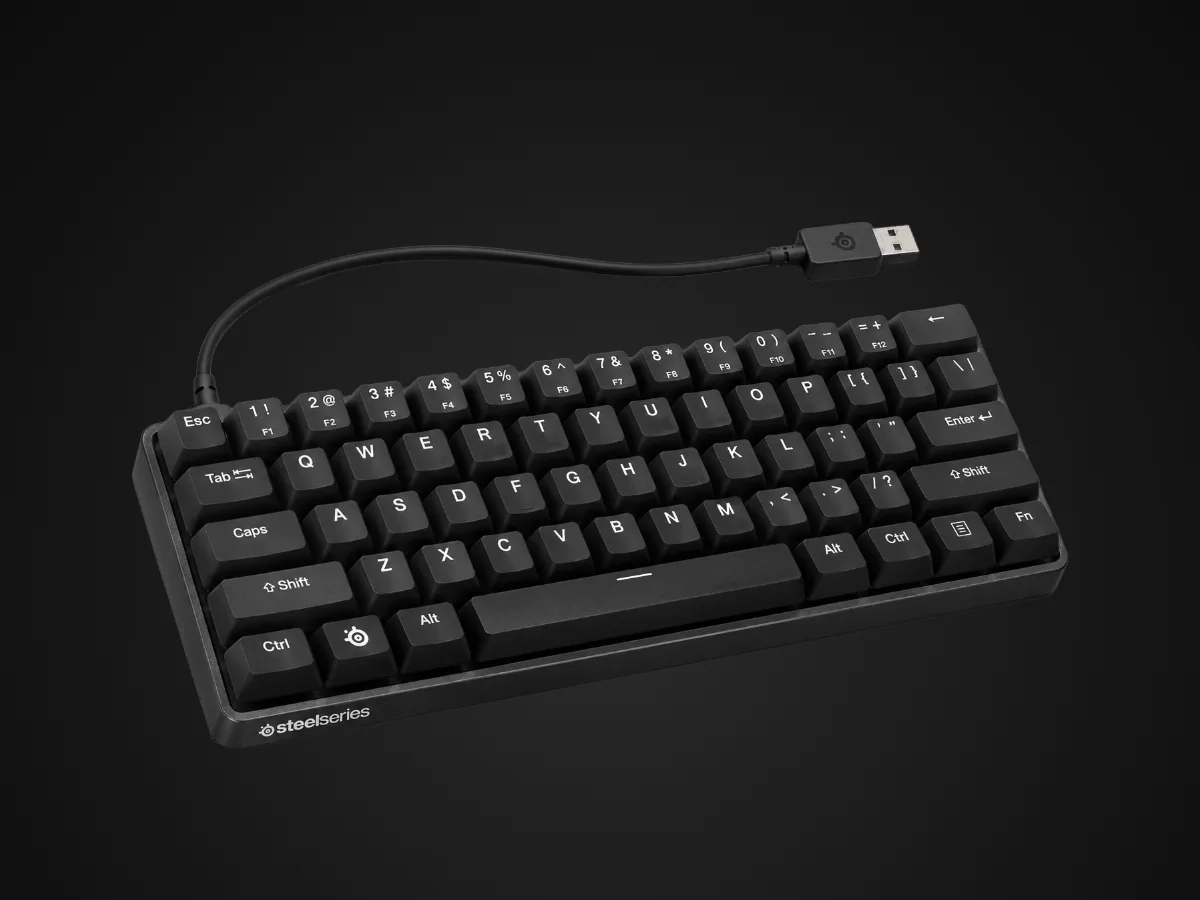 Esc 1 ! F1 2 @ F2 3 # F3 4 $ F4 5 % F5 6 ^ F6 7 & F7 8 * F8 9 ( F9 0 ) F10 - _ F11 = + F12 ←
Tab Q W E R T Y U I O P [ { ] } \ |
Caps A S D F G H J K L ; : ' " Enter
Shift Z X C V B N M , < . > / ? Shift
Ctrl Alt Alt Ctrl Fn
steelseries